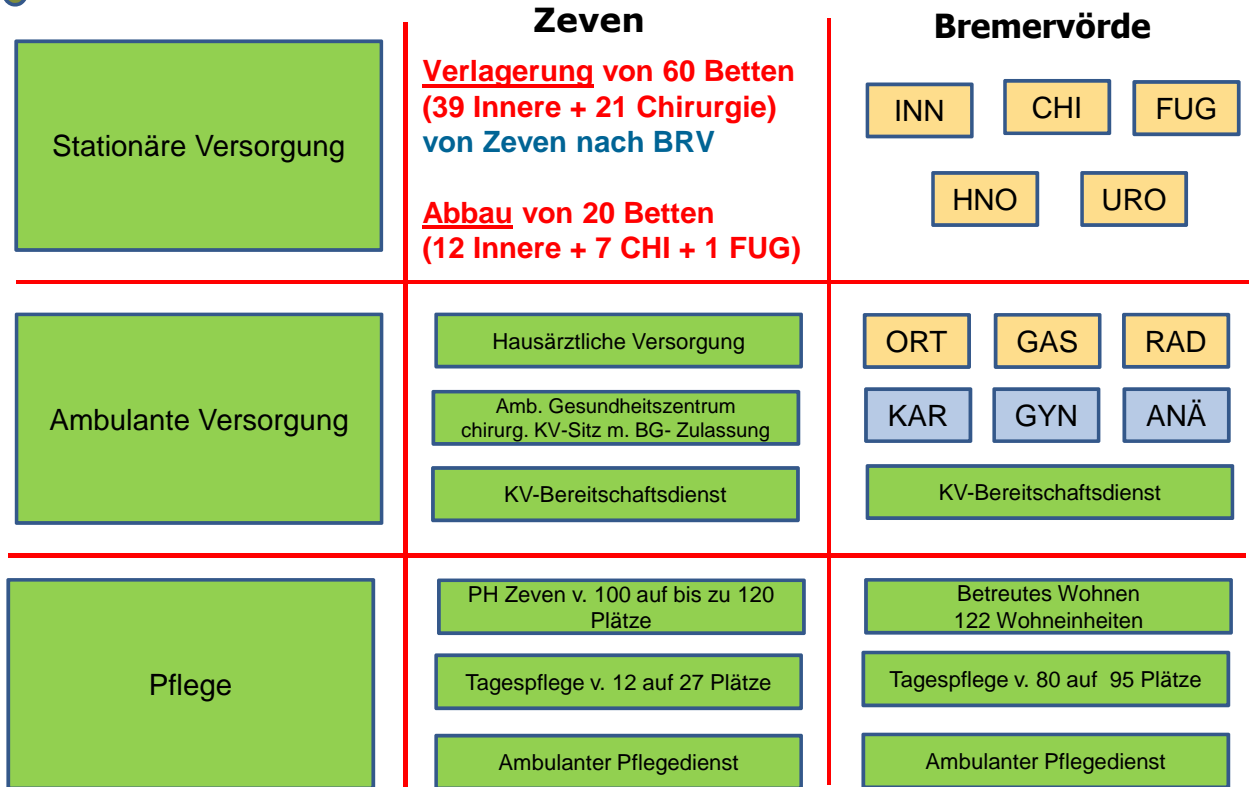 Zeven
Bremervörde
Stationäre Versorgung
Verlagerung von 60 Betten
(39 Innere + 21 Chirurgie)
von Zeven nach BRV
Abbau von 20 Betten
(12 Innere + 7 CHI + 1 FUG)
INN
CHI
FUG
HNO
URO
Ambulante Versorgung
Hausärztliche Versorgung
Amb. Gesundheitszentrum
chirurg. KV-Sitz m. BG- Zulassung
KV-Bereitschaftsdienst
ORT
GAS
RAD
KAR
GYN
ANÄ
KV-Bereitschaftsdienst
Pflege
PH Zeven v. 100 auf bis zu 120
Plätze
Tagespflege v. 12 auf 27 Plätze
Ambulanter Pflegedienst
Betreutes Wohnen
122 Wohneinheiten
Tagespflege v. 80 auf 95 Plätze
Ambulanter Pflegedienst